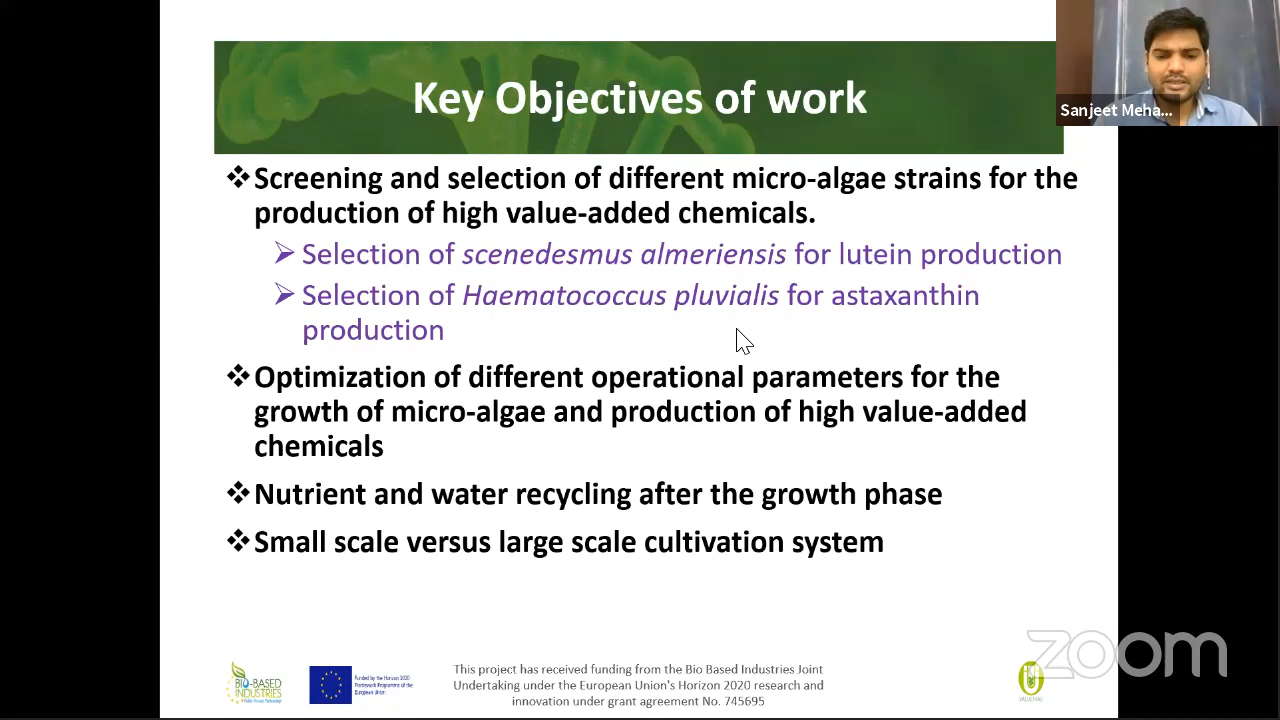 Key Objectives of work
Sanjeet Meha...
❖Screening and selection of different micro-algae strains for the
production of high value-added chemicals.
➢Selection of scenedesmus almeriensis for lutein production
➢Selection of Haematococcus pluvialis for astaxanthin
production
❖Optimization of different operational parameters for the
growth of micro-algae and production of high value-added
chemicals
❖Nutrient and water recycling after the growth phase
❖Small scale versus large scale cultivation system
BIO-BASED
INDUSTRIES
Public-Private Partnership
Funded by the Horizon 2020
Framework Programme of the
European Union
This project has received funding from the Bio Based Industries Joint
Undertaking under the European Union's Horizon 2020 research and
innovation under grant agreement No. 745695
zoom